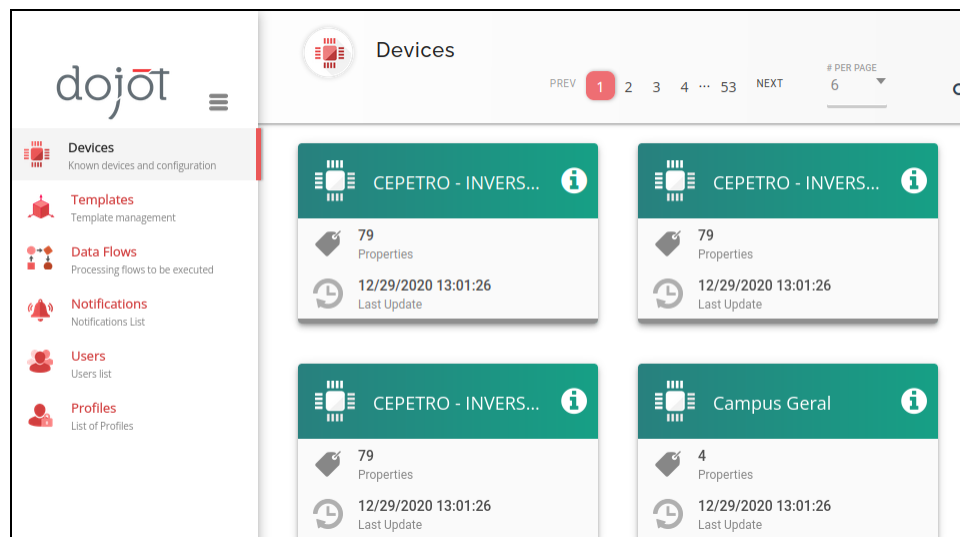 dojot
Devices
Known devices and configuration
Templates
Template management
Data Flows
Processing flows to be executed
Notifications
Notifications List
Users
Users list
Profiles
List of Profiles
Devices
PREV 1 2 3 4 ... 53 NEXT
# PER PAGE
6
CEPETRO - INVERS...
79
Properties
12/29/2020 13:01:26
Last Update
CEPETRO - INVERS...
79
Properties
12/29/2020 13:01:26
Last Update
CEPETRO - INVERS...
79
Properties
12/29/2020 13:01:26
Last Update
Campus Geral
4
Properties
12/29/2020 13:01:26
Last Update